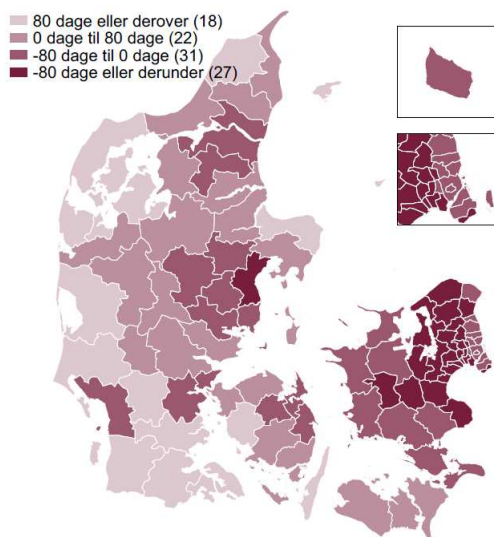 80 dage eller derover (18)
0 dage til 80 dage (22)
-80 dage til 0 dage (31)
-80 dage eller derunder (27)